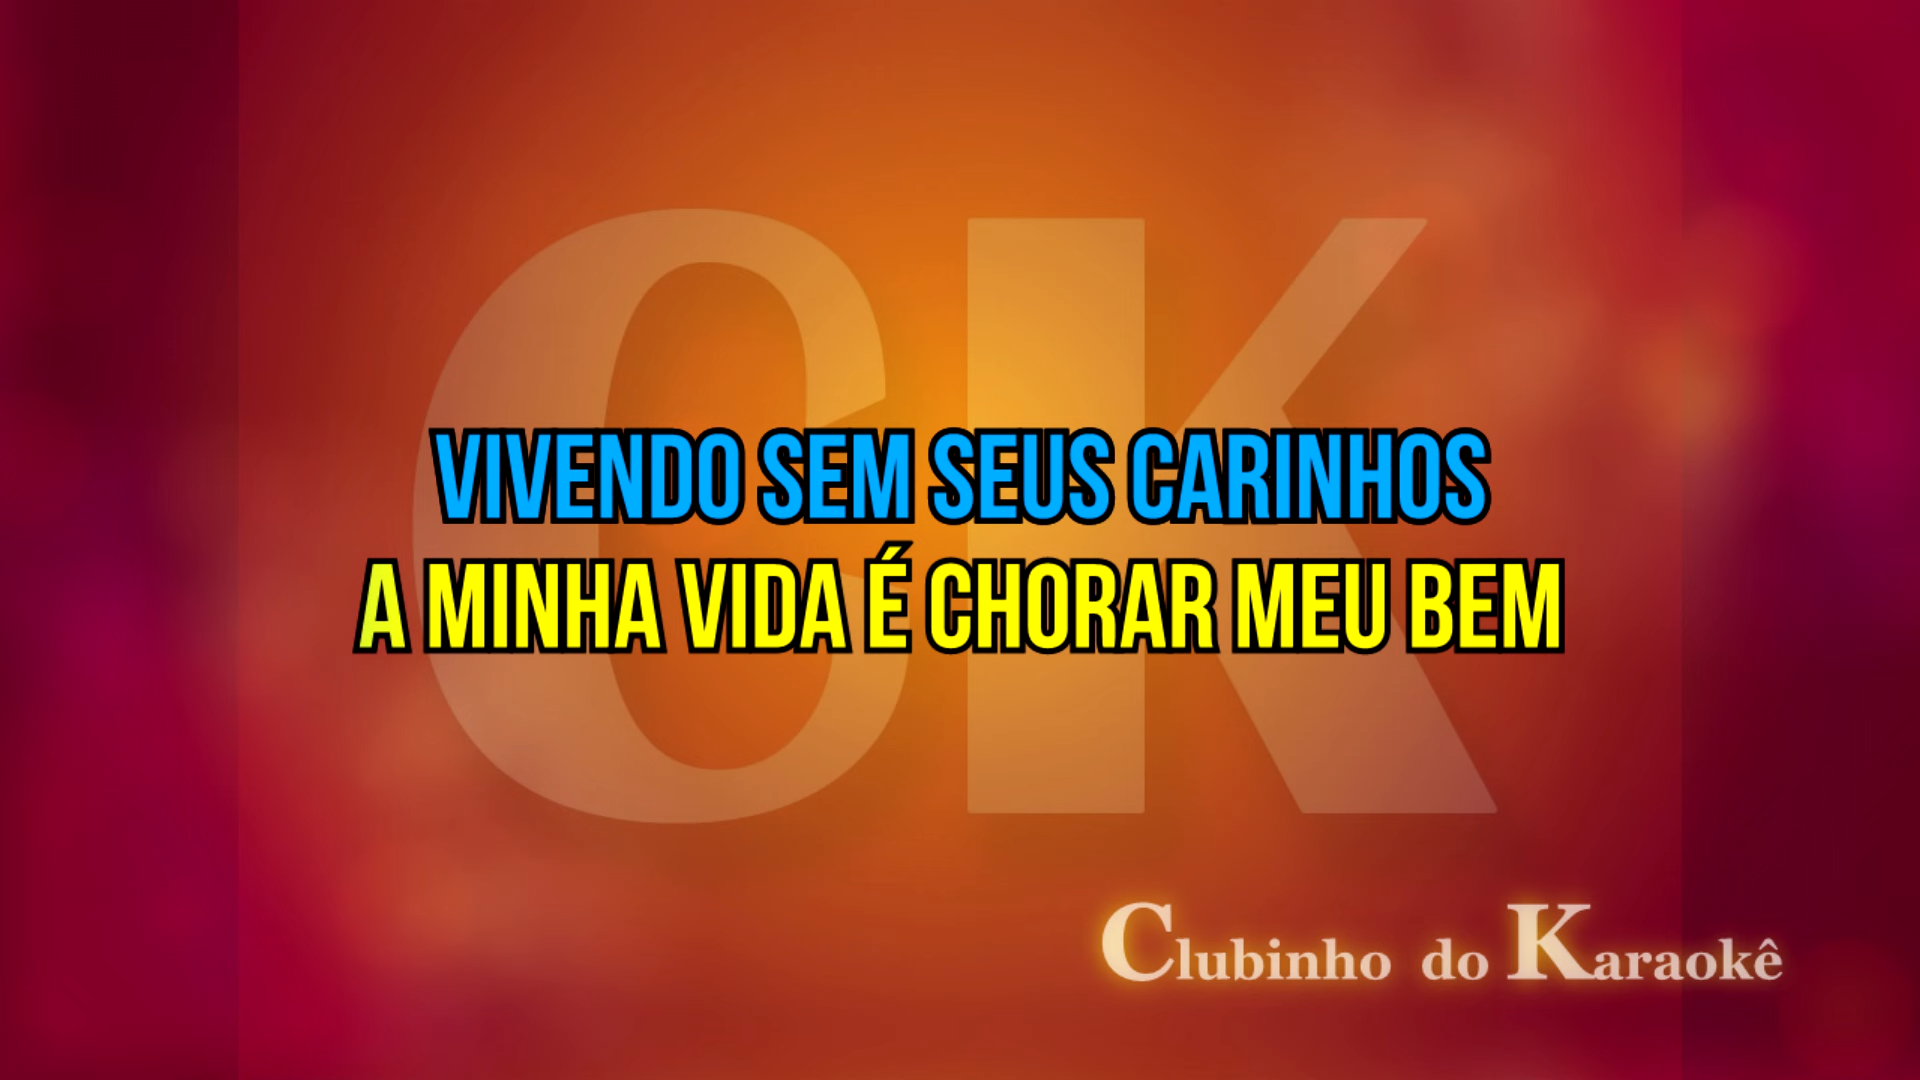 CK
VIVENDO SEM SEUS CARINHOS
A MINHA VIDA É CHORAR MEU BEM
Clubinho do Karaokê